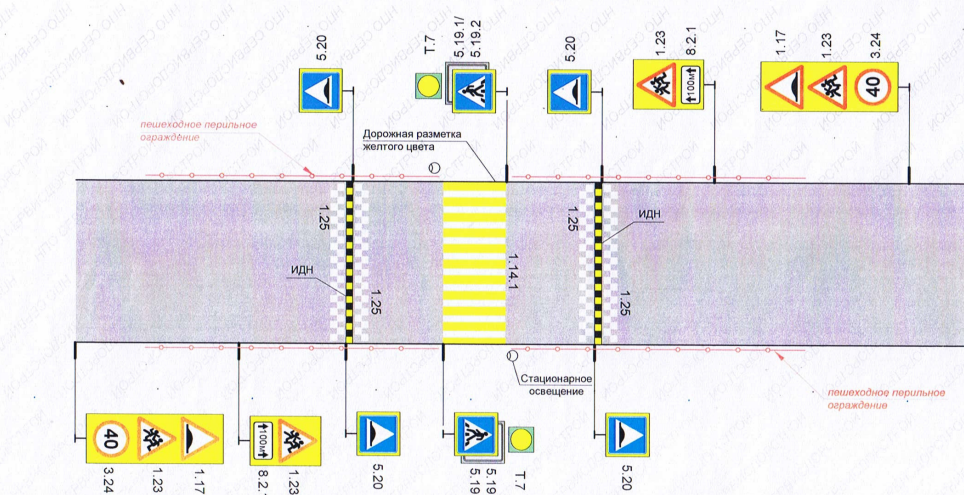 5.20
Т.7
5.19.1/
5.19.2
5.20
1.23
8.2.1
1.17
1.23
3.24
100м
40
пешеходное перильное
ограждение
Дорожная разметка
желтого цвета
1.25
1.25
ИДН
ИДН
1.14.1
1.25
1.25
Стационарное
освещение
пешеходное перильное
ограждение
40
100м
3.24
1.23
1.17
8.2.
1.23
5.20
5.19
5.19
Т.7
5.20